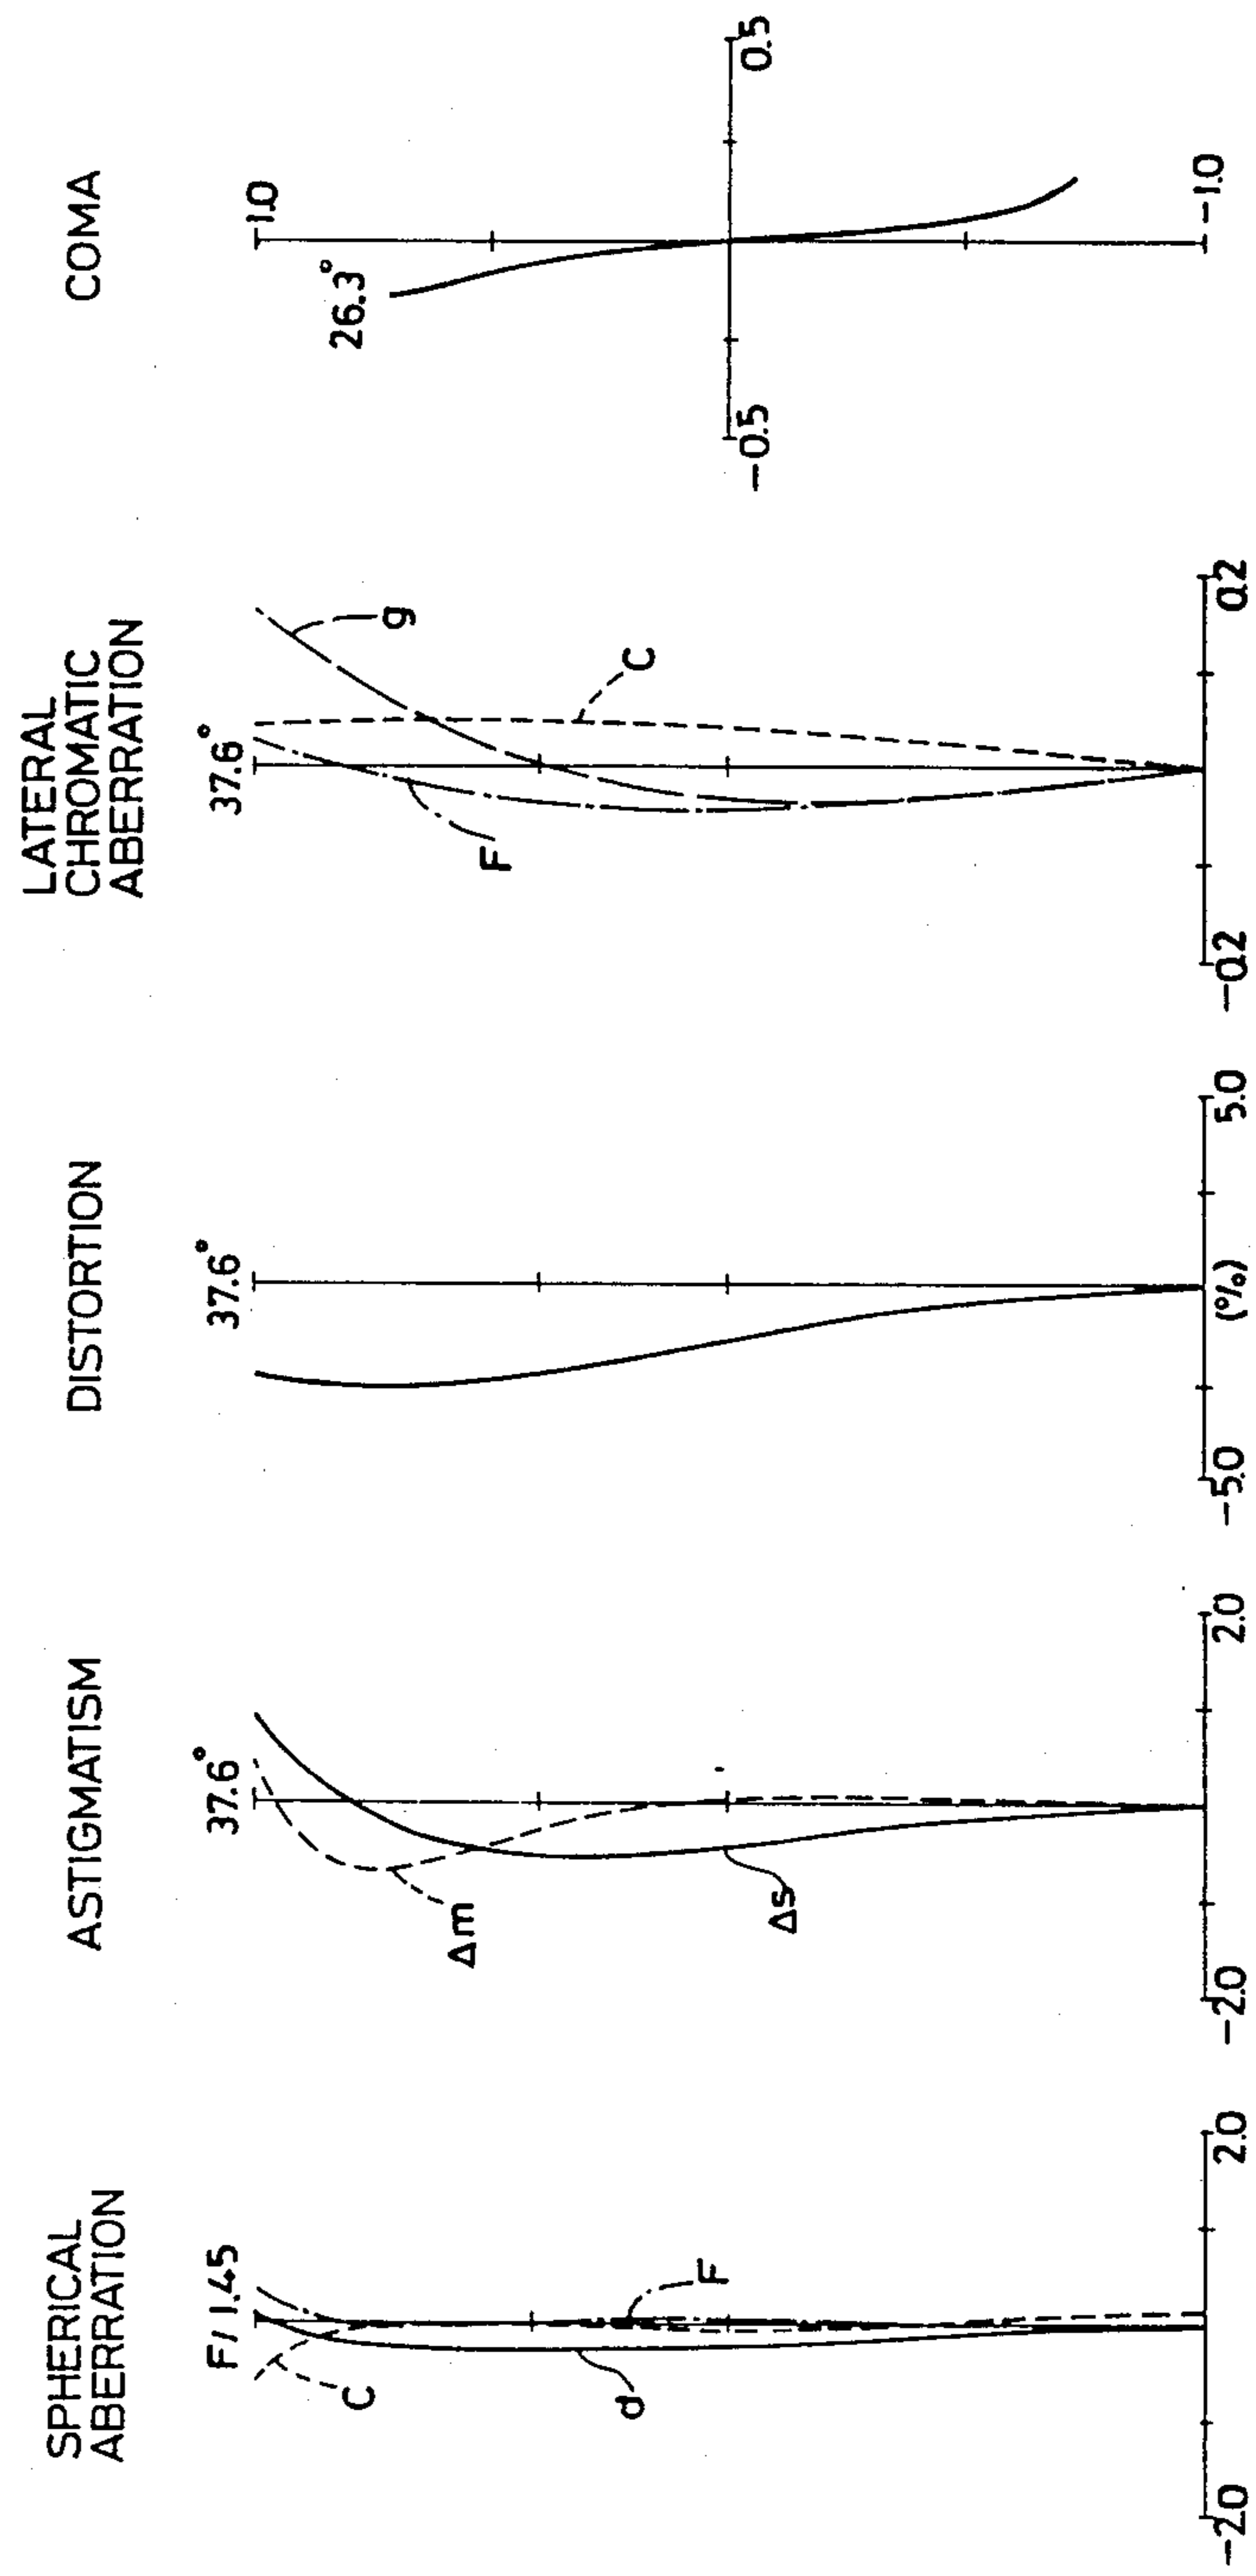 SPHERICAL
ABERRATION
F/1.45
C
d
F
-2.0
2.0
ASTIGMATISM
37.6°
Δm
Δs
-2.0
2.0
DISTORTION
37.6°
-5.0
(%)
5.0
LATERAL
CHROMATIC
ABERRATION
37.6°
F
g
C
-0.2
0.2
COMA
26.3°
1.0
-0.5
0.5
-1.0